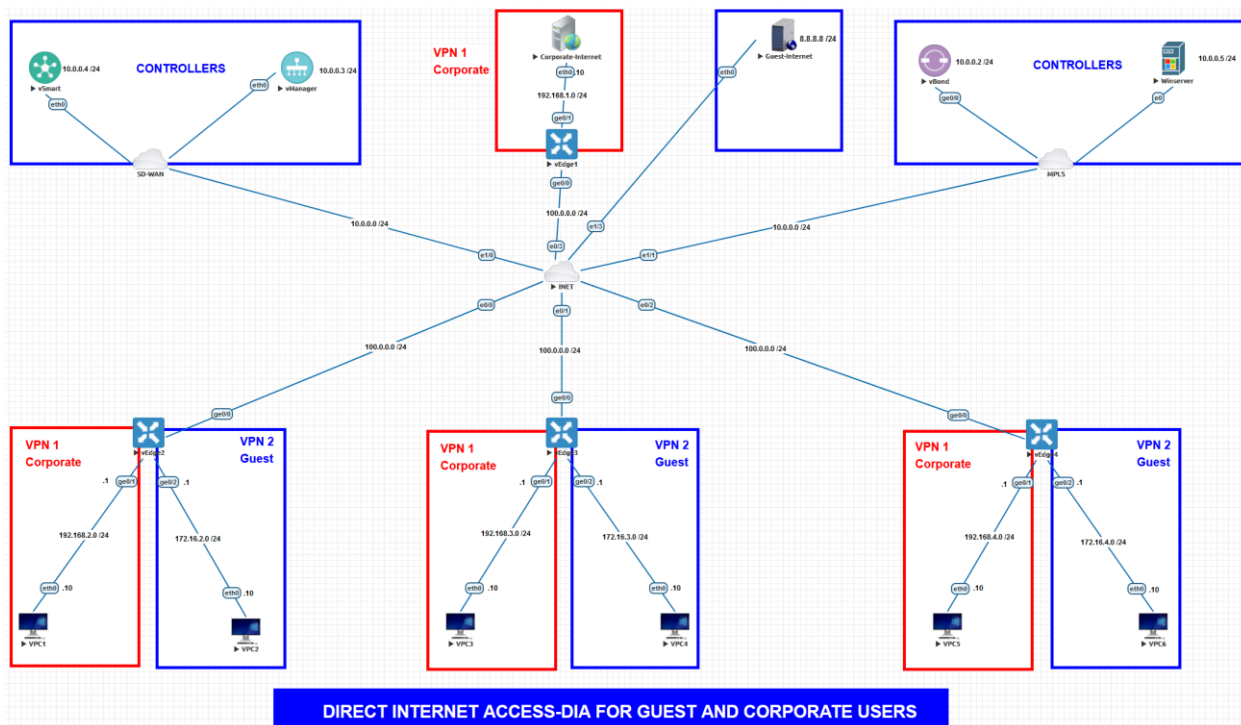 10.0.0.4 /24
vSmart
eth0
CONTROLLERS
10.0.0.3 /24
vManager
eth0
SD-WAN
VPN 1
Corporate
Corporate-Internet
eth0
.10
192.168.1.0 /24
ge0/1
vEdge1
ge0/0
100.0.0.0 /24
e0/3
8.8.8.8 /24
Guest-Internet
eth0
e1/3
10.0.0.2 /24
vBond
ge0/0
CONTROLLERS
10.0.0.5 /24
Winserver
e0
MPLS
10.0.0.0 /24
e1/0
10.0.0.0 /24
e1/1
INET
e0/0
e0/1
e0/2
100.0.0.0 /24
100.0.0.0 /24
100.0.0.0 /24
ge0/0
vEdge2
VPN 1
Corporate
VPN 2
Guest
.1
ge0/1
ge0/2
.1
192.168.2.0 /24
172.16.2.0 /24
eth0
.10
eth0
.10
VPC1
VPC2
ge0/0
vEdge3
VPN 1
Corporate
VPN 2
Guest
.1
ge0/1
ge0/2
.1
192.168.3.0 /24
172.16.3.0 /24
eth0
.10
eth0
.10
VPC3
VPC4
ge0/0
vEdge4
VPN 1
Corporate
VPN 2
Guest
.1
ge0/1
ge0/2
.1
192.168.4.0 /24
172.16.4.0 /24
eth0
.10
eth0
.10
VPC5
VPC6
DIRECT INTERNET ACCESS-DIA FOR GUEST AND CORPORATE USERS